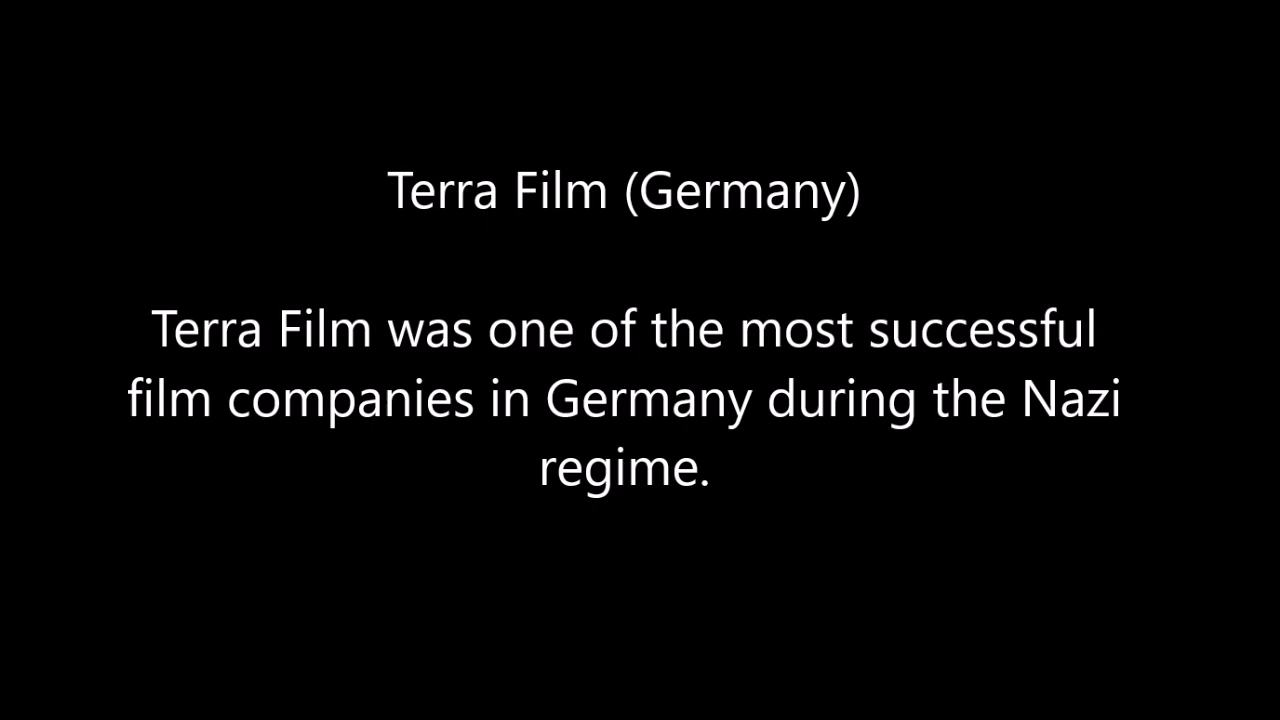 Terra Film (Germany)
Terra Film was one of the most successful
film companies in Germany during the Nazi
regime.